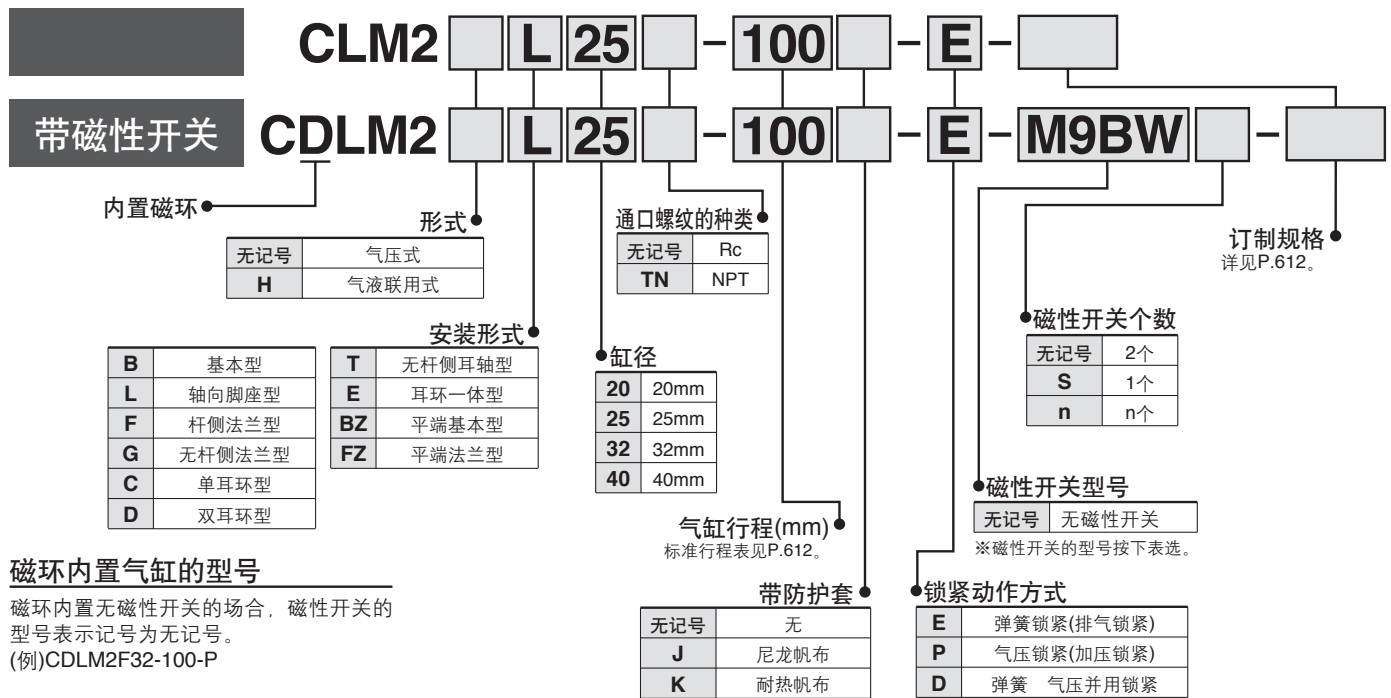 CLM2 L 25 - 100 - E -
带磁性开关 CDLM2 L 25 - 100 - E - M9BW -
内置磁环
形式
无记号 气压式
H 气液联用式
通口螺纹的种类
无记号 Rc
TN NPT
订制规格
详见P.612。
安装形式
B 基本型
L 轴向脚座型
F 杆侧法兰型
G 无杆侧法兰型
C 单耳环型
D 双耳环型
T 无杆侧耳轴型
E 耳环一体型
BZ 平端基本型
FZ 平端法兰型
缸径
20 20mm
25 25mm
32 32mm
40 40mm
磁性开关个数
无记号 2个
S 1个
n n个
磁性开关型号
无记号 无磁性开关
※磁性开关的型号按下表选。
气缸行程(mm)
标准行程表见P.612。
磁环内置气缸的型号
磁环内置无磁性开关的场合，磁性开关的
型号表示记号为无记号。
(例)CDLM2F32-100-P
带防护套
无记号 无
J 尼龙帆布
K 耐热帆布
锁紧动作方式
E 弹簧锁紧(排气锁紧)
P 气压锁紧(加压锁紧)
D 弹簧 气压并用锁紧